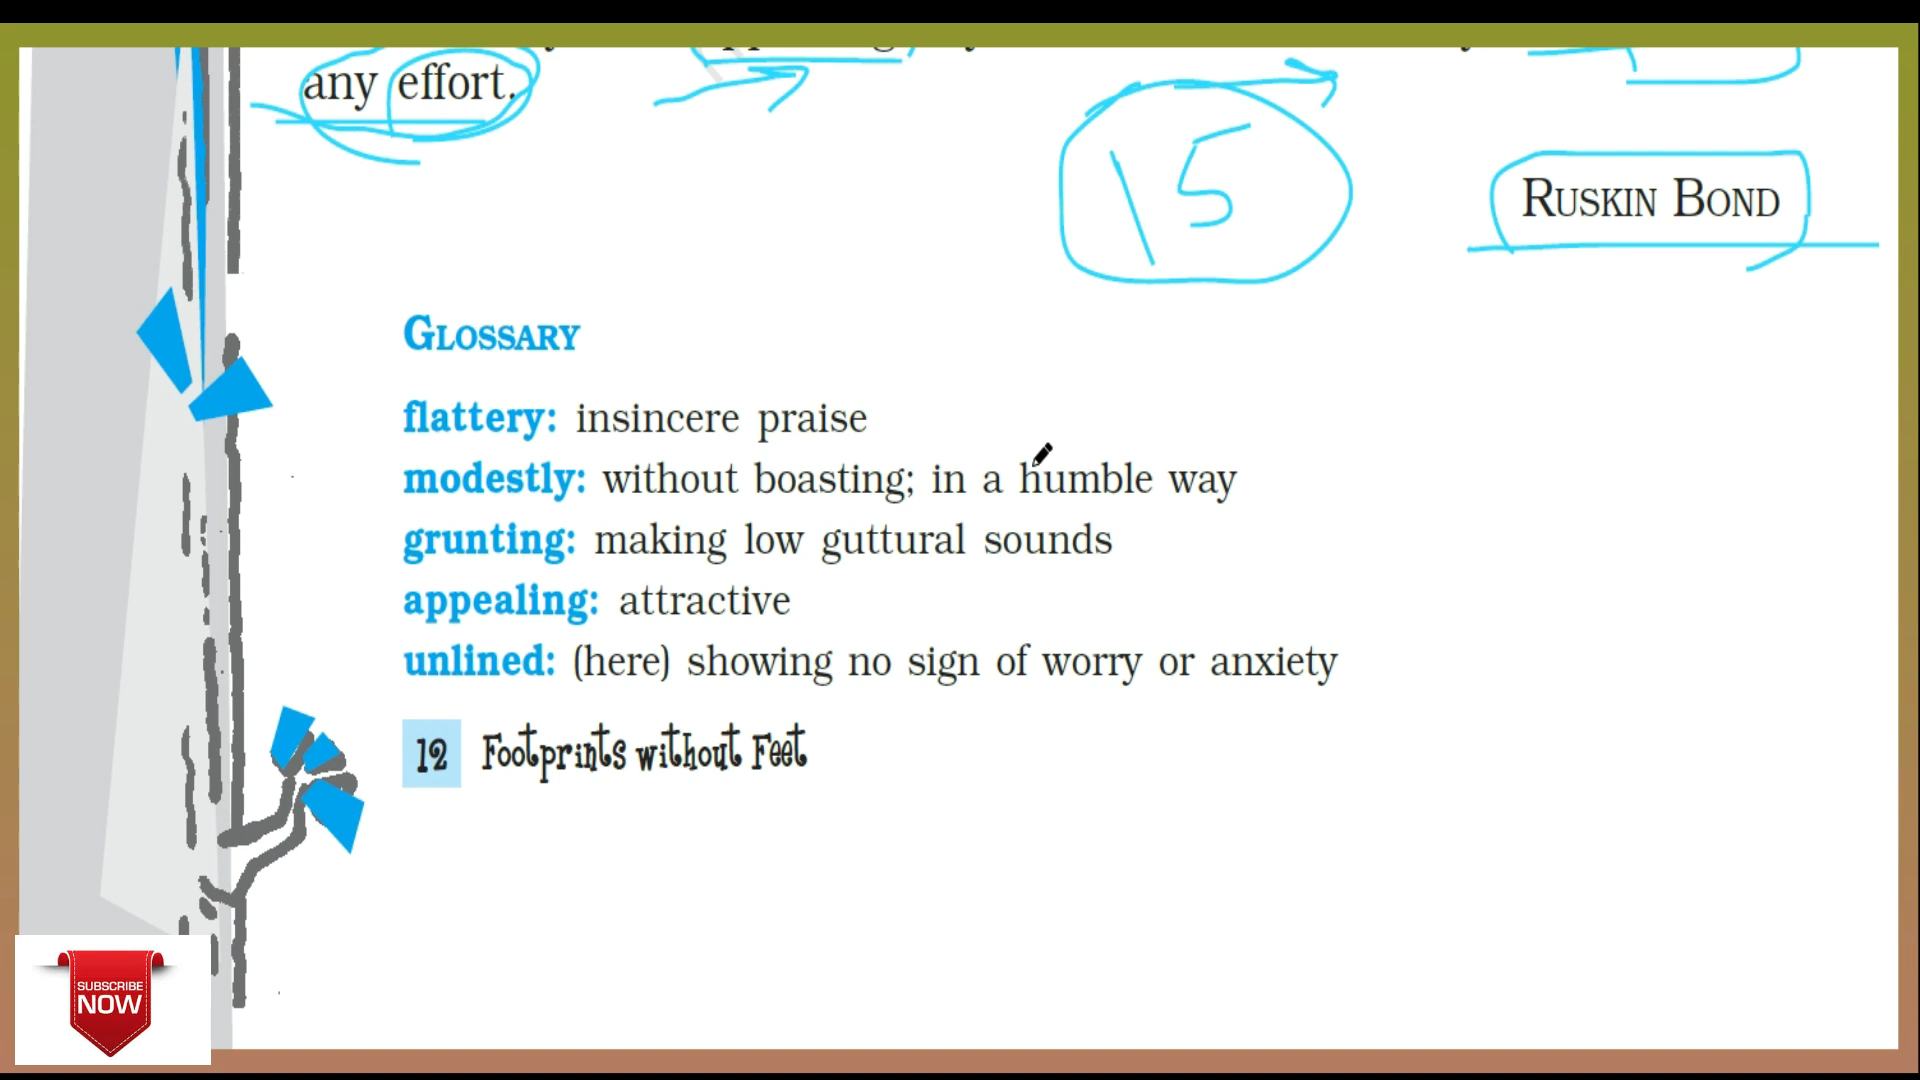 any effort.
15
RUSKIN BOND
GLOSSARY
flattery: insincere praise
modestly: without boasting; in a humble way
grunting: making low guttural sounds
appealing: attractive
unlined: (here) showing no sign of worry or anxiety
12 Footprints without Feet
SUBSCRIBE
NOW